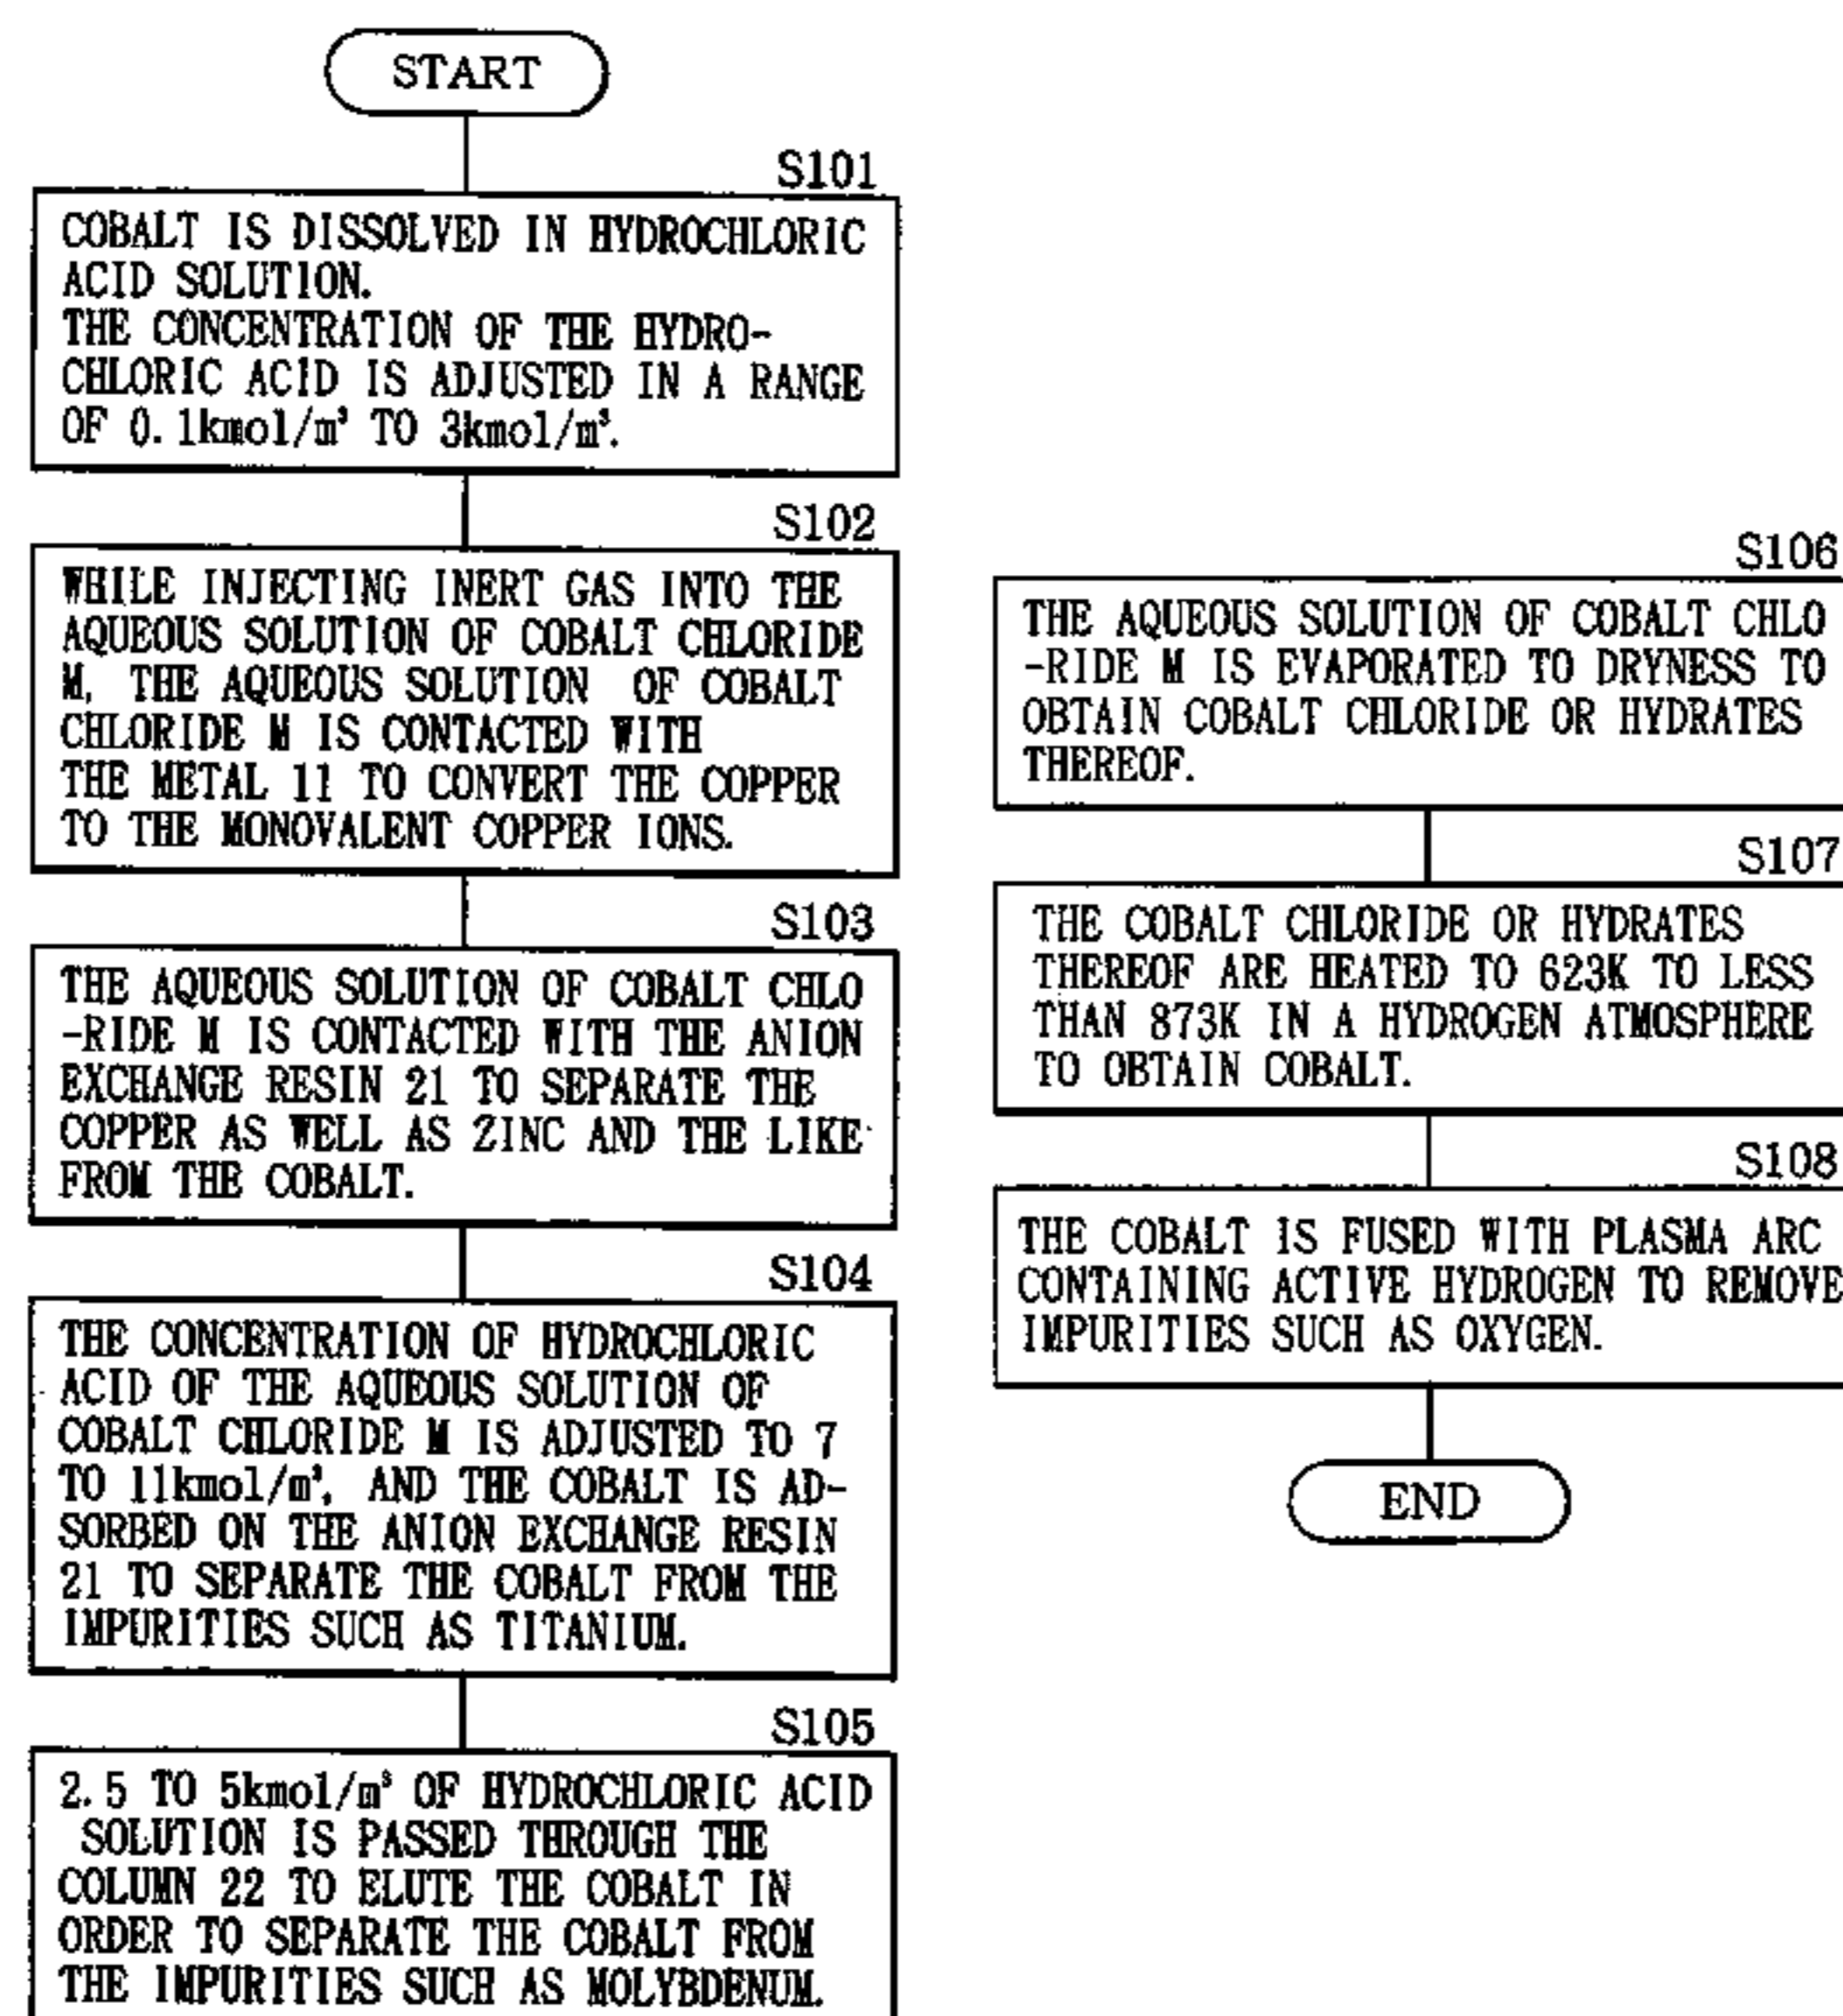 START
S101
COBALT IS DISSOLVED IN HYDROCHLORIC
ACID SOLUTION.
THE CONCENTRATION OF THE HYDRO-
CHLORIC ACID IS ADJUSTED IN A RANGE
OF 0.1kmol/m³ TO 3kmol/m³.
S102
WHILE INJECTING INERT GAS INTO THE
AQUEOUS SOLUTION OF COBALT CHLORIDE
M, THE AQUEOUS SOLUTION OF COBALT
CHLORIDE M IS CONTACTED WITH
THE METAL 11 TO CONVERT THE COPPER
TO THE MONOVALENT COPPER IONS.
S103
THE AQUEOUS SOLUTION OF COBALT CHLO
-RIDE M IS CONTACTED WITH THE ANION
EXCHANGE RESIN 21 TO SEPARATE THE
COPPER AS WELL AS ZINC AND THE LIKE
FROM THE COBALT.
S104
THE CONCENTRATION OF HYDROCHLORIC
ACID OF THE AQUEOUS SOLUTION OF
COBALT CHLORIDE M IS ADJUSTED TO 7
TO 11kmol/m³, AND THE COBALT IS AD-
SORBED ON THE ANION EXCHANGE RESIN
21 TO SEPARATE THE COBALT FROM THE
IMPURITIES SUCH AS TITANIUM.
S105
2.5 TO 5kmol/m³ OF HYDROCHLORIC ACID
SOLUTION IS PASSED THROUGH THE
COLUMN 22 TO ELUTE THE COBALT IN
ORDER TO SEPARATE THE COBALT FROM
THE IMPURITIES SUCH AS MOLYBDENUM.
S106
THE AQUEOUS SOLUTION OF COBALT CHLO
-RIDE M IS EVAPORATED TO DRYNESS TO
OBTAIN COBALT CHLORIDE OR HYDRATES
THEREOF.
S107
THE COBALT CHLORIDE OR HYDRATES
THEREOF ARE HEATED TO 623K TO LESS
THAN 873K IN A HYDROGEN ATMOSPHERE
TO OBTAIN COBALT.
S108
THE COBALT IS FUSED WITH PLASMA ARC
CONTAINING ACTIVE HYDROGEN TO REMOVE
IMPURITIES SUCH AS OXYGEN.
END